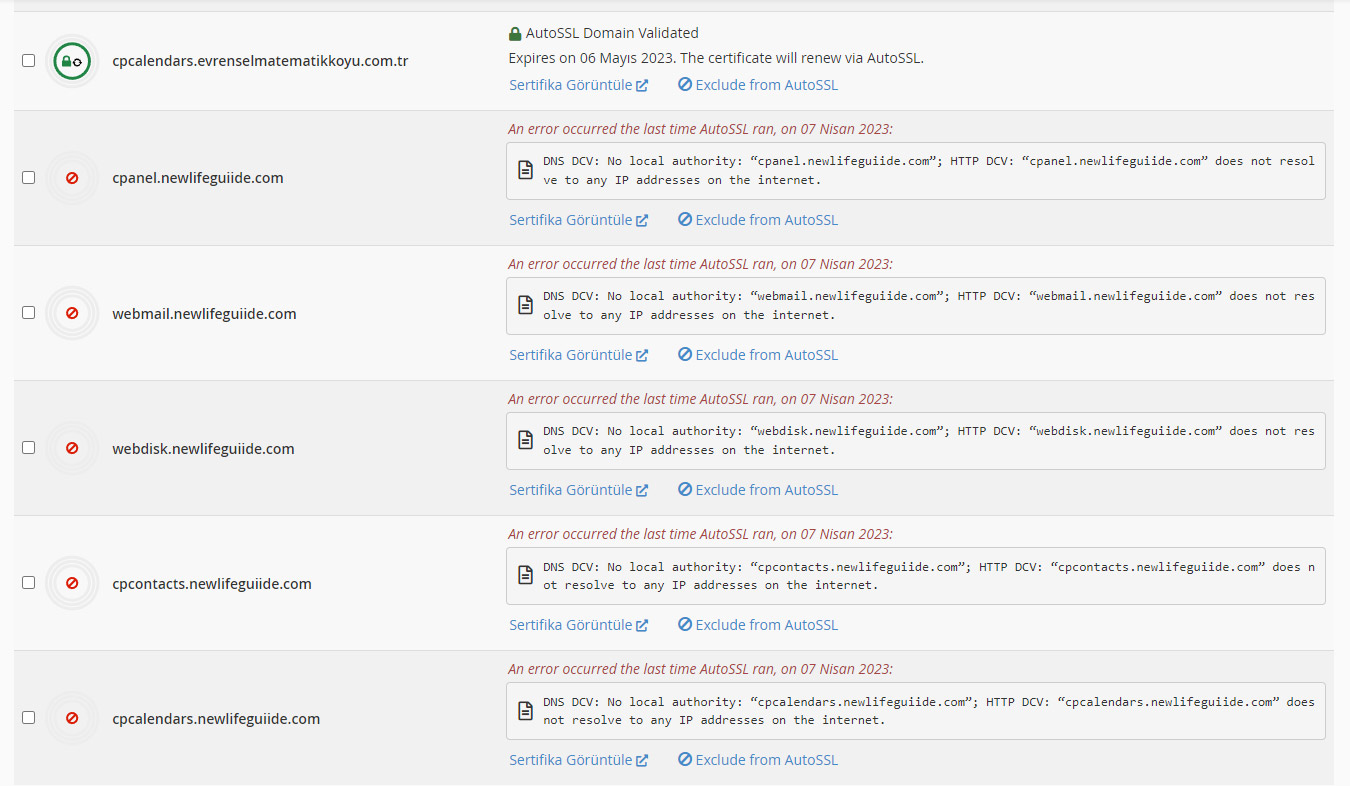 cpcalendars.evrenselmatematikkoyu.com.tr
AutoSSL Domain Validated
Expires on 06 Mayıs 2023. The certificate will renew via AutoSSL.
Sertifika Görüntüle Exclude from AutoSSL
cpanel.newlifeguiide.com
An error occurred the last time AutoSSL ran, on 07 Nisan 2023:
DNS DCV: No local authority: “cpanel.newlifeguiide.com”; HTTP DCV: “cpanel.newlifeguiide.com” does not resol
ve to any IP addresses on the internet.
Sertifika Görüntüle Exclude from AutoSSL
webmail.newlifeguiide.com
An error occurred the last time AutoSSL ran, on 07 Nisan 2023:
DNS DCV: No local authority: “webmail.newlifeguiide.com”; HTTP DCV: “webmail.newlifeguiide.com” does not res
olve to any IP addresses on the internet.
Sertifika Görüntüle Exclude from AutoSSL
webdisk.newlifeguiide.com
An error occurred the last time AutoSSL ran, on 07 Nisan 2023:
DNS DCV: No local authority: “webdisk.newlifeguiide.com”; HTTP DCV: “webdisk.newlifeguiide.com” does not res
olve to any IP addresses on the internet.
Sertifika Görüntüle Exclude from AutoSSL
cpcontacts.newlifeguiide.com
An error occurred the last time AutoSSL ran, on 07 Nisan 2023:
DNS DCV: No local authority: “cpcontacts.newlifeguiide.com”; HTTP DCV: “cpcontacts.newlifeguiide.com” does n
ot resolve to any IP addresses on the internet.
Sertifika Görüntüle Exclude from AutoSSL
cpcalendars.newlifeguiide.com
An error occurred the last time AutoSSL ran, on 07 Nisan 2023:
DNS DCV: No local authority: “cpcalendars.newlifeguiide.com”; HTTP DCV: “cpcalendars.newlifeguiide.com” does
not resolve to any IP addresses on the internet.
Sertifika Görüntüle Exclude from AutoSSL